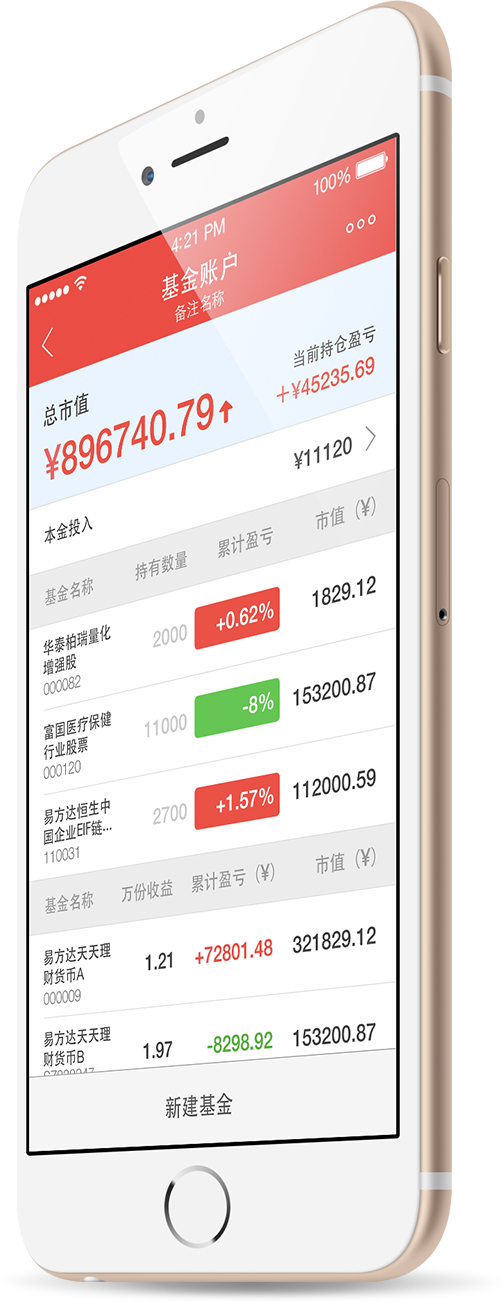 4:21 PM
100%
基金账户
备注名称
总市值
当前持仓盈亏
¥896740.79
+¥45235.69
本金投入
¥11120
基金名称 持有数量 累计盈亏 市值（¥）
华泰柏瑞量化
增强股
000082
2000 +0.62% 1829.12
富国医疗保健
行业股票
000120
11000 -8% 153200.87
易方达恒生中
国企业EIF链...
110031
2700 +1.57% 112000.59
基金名称 万份收益 累计盈亏（¥） 市值（¥）
易方达天天理
财货币A
000009
1.21 +72801.48 321829.12
易方达天天理
财货币B
1.97 -8298.92 153200.87
新建基金